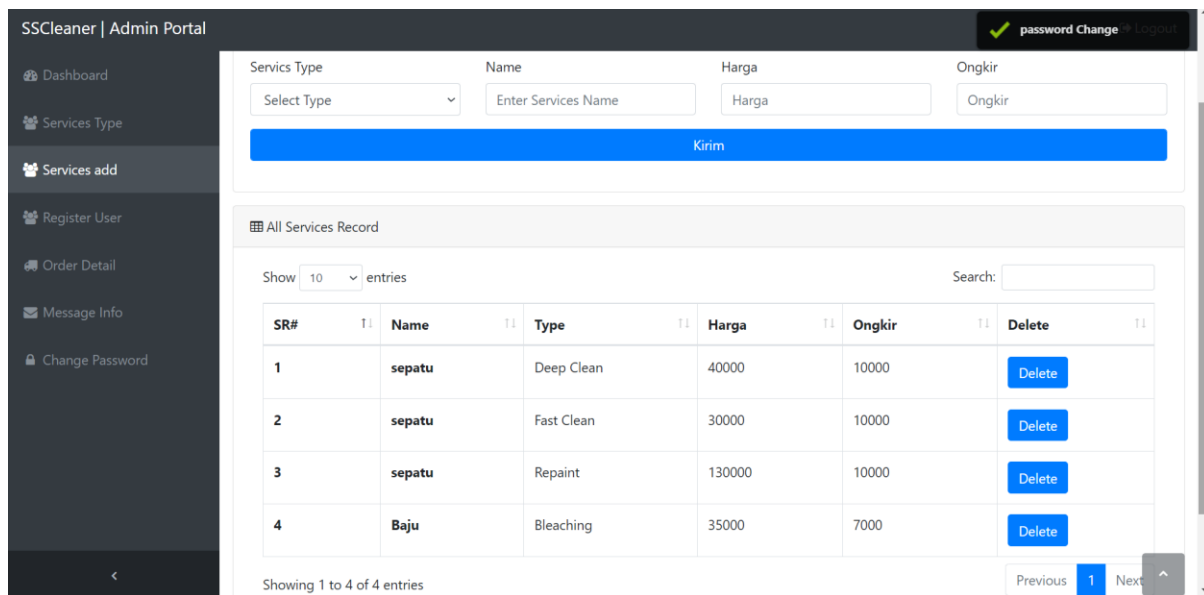 SSCleaner | Admin Portal
password Change
Logout
Dashboard
Services Type
Services add
Register User
Order Detail
Message Info
Change Password
Servics Type Name Harga Ongkir
Select Type Enter Services Name Harga Ongkir
Kirim
All Services Record
Show 10 entries Search:
SR# Name Type Harga Ongkir Delete
1 sepatu Deep Clean 40000 10000 Delete
2 sepatu Fast Clean 30000 10000 Delete
3 sepatu Repaint 130000 10000 Delete
4 Baju Bleaching 35000 7000 Delete
Showing 1 to 4 of 4 entries Previous 1 Next